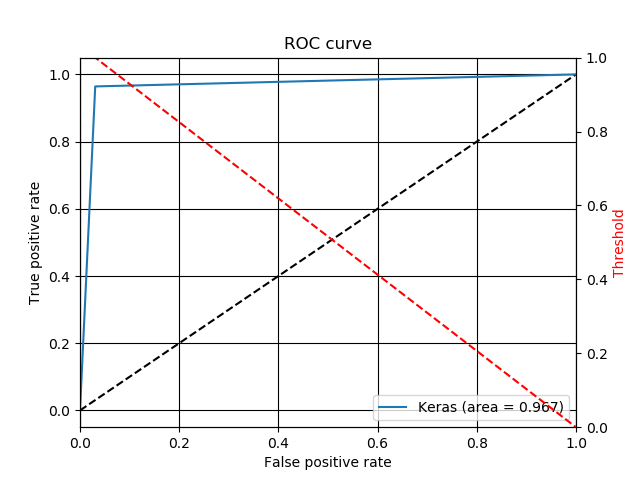 ROC curve
1.0
0.8
0.6
0.4
0.2
0.0
True positive rate
1.0
0.8
0.6
0.4
0.2
0.0
Threshold
Keras (area = 0.967)
0.0 0.2 0.4 0.6 0.8 1.0
False positive rate